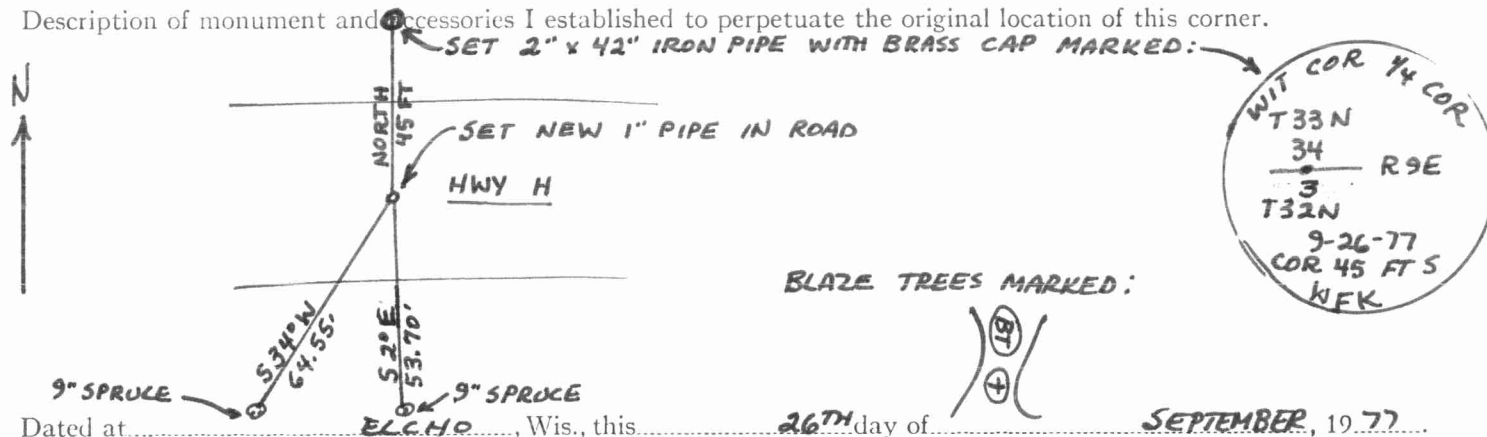 Description of monument and accessories I established to perpetuate the original location of this corner.
SET 2" x 42" IRON PIPE WITH BRASS CAP MARKED:
WIT COR 1/4 COR
T33N
34
R9E
3
T32N
9-26-77
COR 45 FT S
WFK
N
NORTH
45 FT
SET NEW 1" PIPE IN ROAD
HWY H
BLAZE TREES MARKED:
BT
+
S 34° W
64.55'
S 2° E
53.70'
9" SPRUCE
9" SPRUCE
Dated at ELCHO, Wis., this 26TH day of SEPTEMBER, 1977.